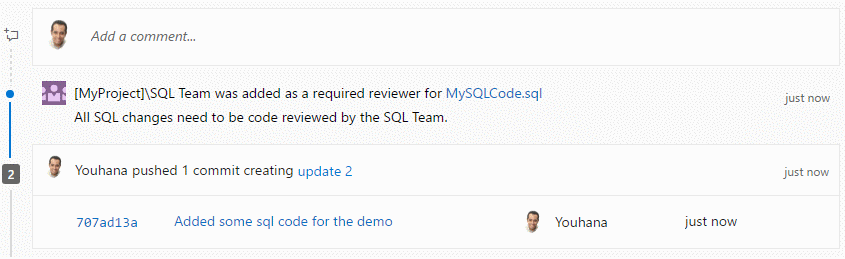 Add a comment...
[MyProject]\SQL Team was added as a required reviewer for MySQLCode.sql
just now
All SQL changes need to be code reviewed by the SQL Team.
2
Youhana pushed 1 commit creating update 2
just now
707ad13a Added some sql code for the demo Youhana just now